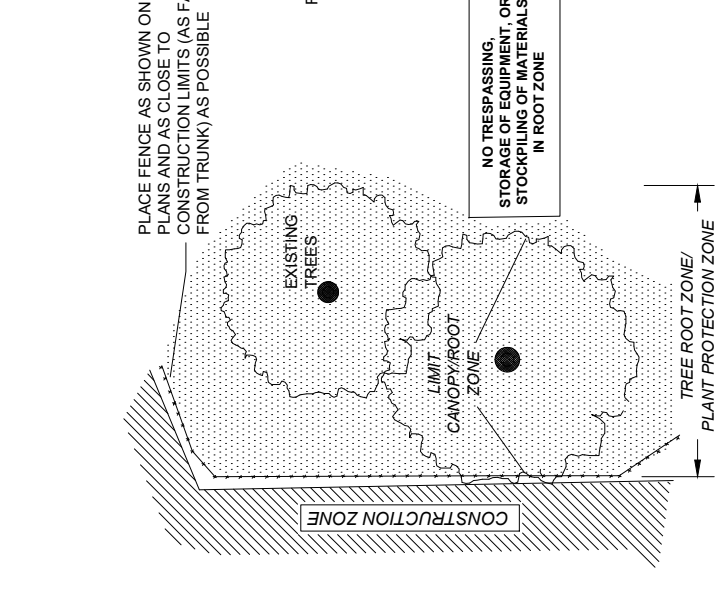 PLACE FENCE AS SHOWN ON
PLANS AND AS CLOSE TO
CONSTRUCTION LIMITS (AS FA
FROM TRUNK) AS POSSIBLE
NO TRESPASSING,
STORAGE OF EQUIPMENT, OR
STOCKPILING OF MATERIALS
IN ROOT ZONE
EXISTING
TREES
LIMIT
CANOPY/ROOT
ZONE
TREE ROOT ZONE/
PLANT PROTECTION ZONE
CONSTRUCTION ZONE